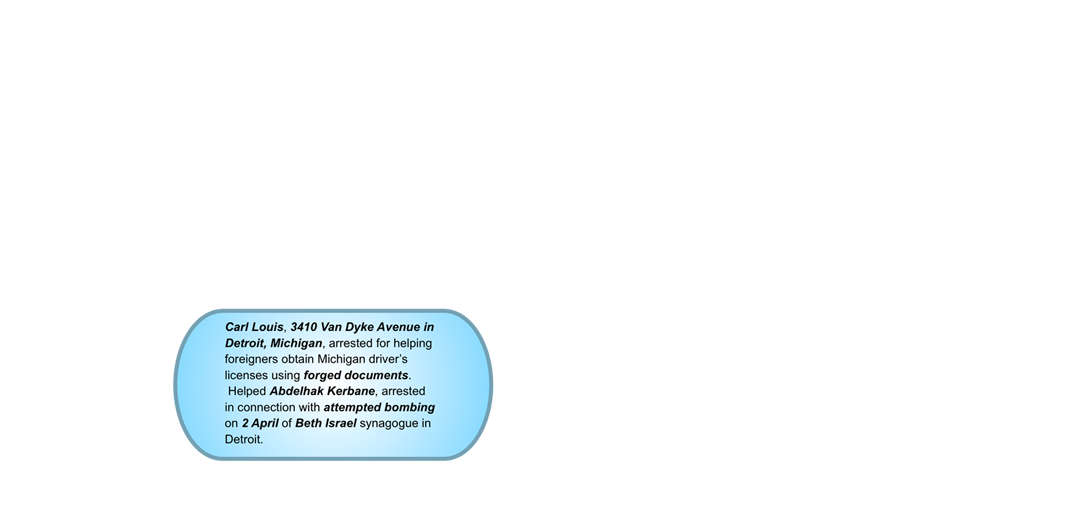 Carl Louis, 3410 Van Dyke Avenue in
Detroit, Michigan, arrested for helping
foreigners obtain Michigan driver’s
licenses using forged documents.
Helped Abdelhak Kerbane, arrested
in connection with attempted bombing
on 2 April of Beth Israel synagogue in
Detroit.